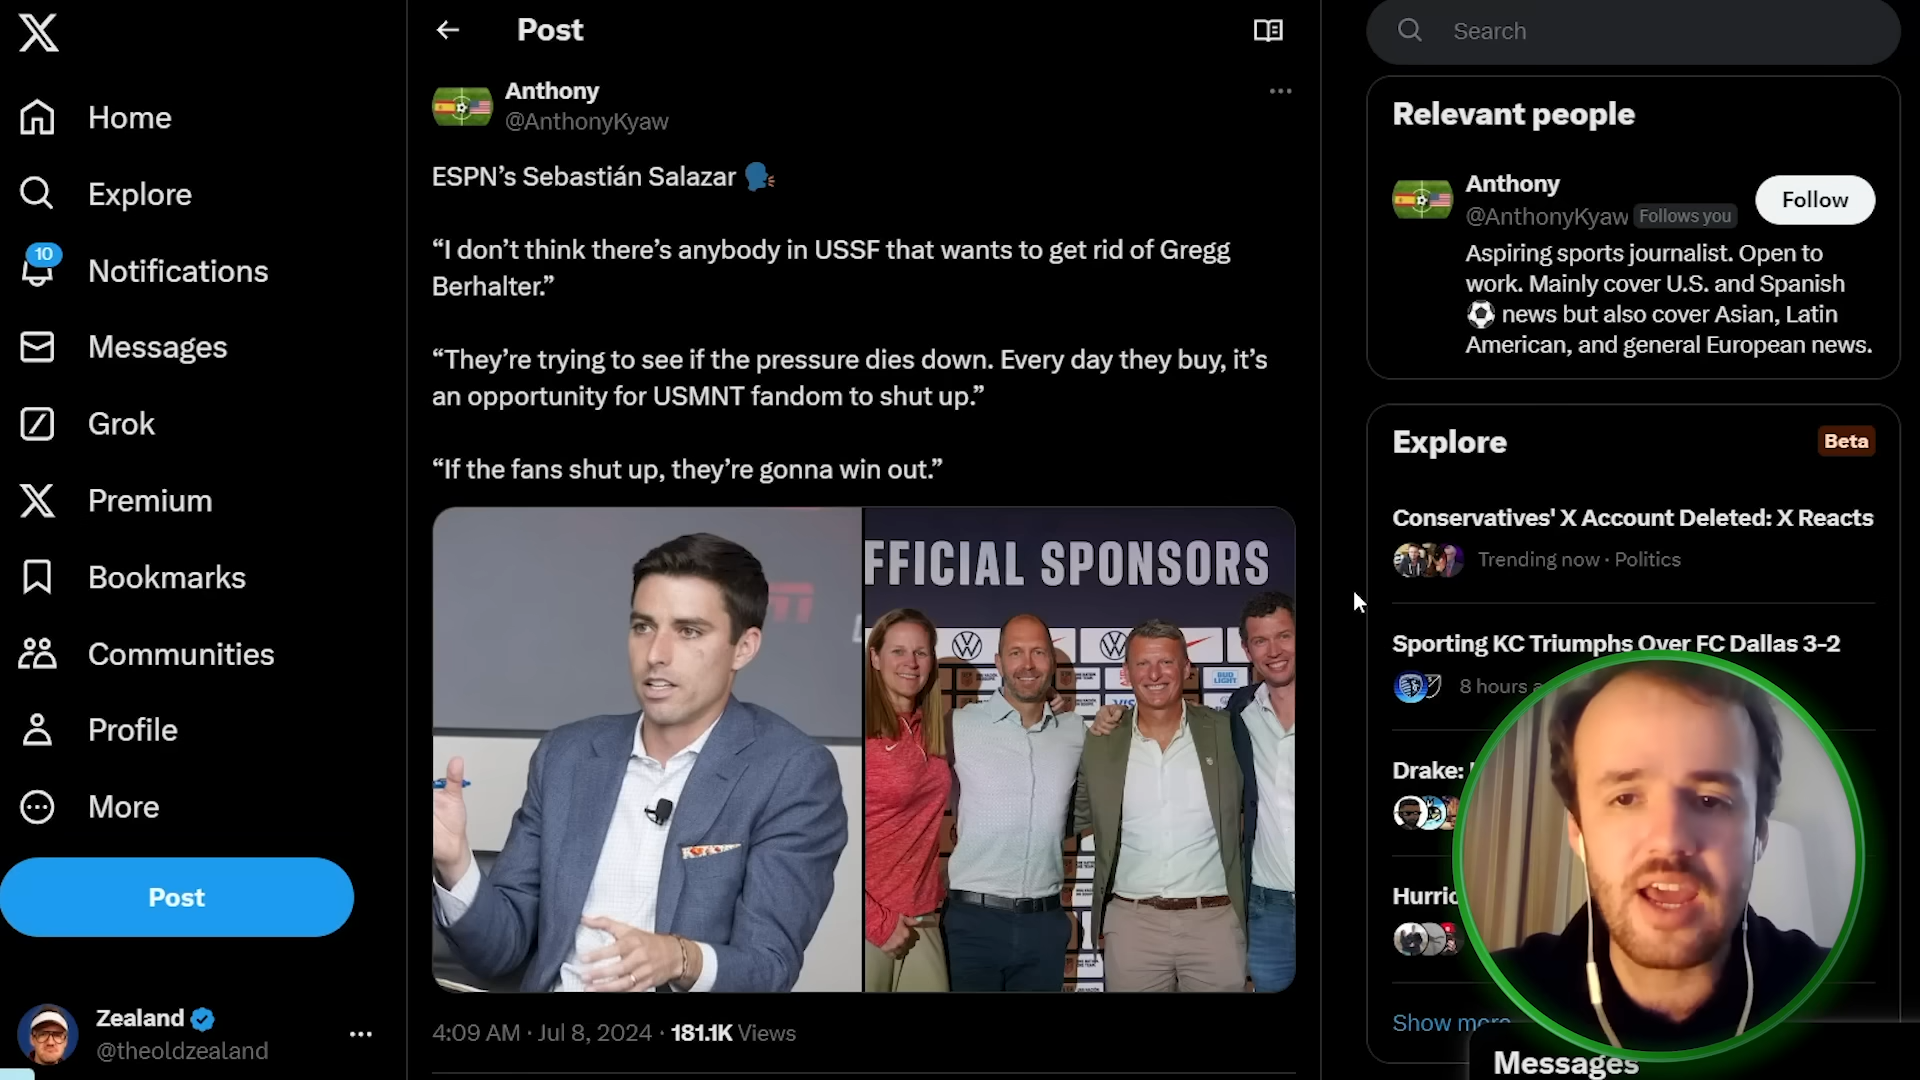 Home
Explore
10
Notifications
Messages
Grok
Premium
Bookmarks
Communities
Profile
More
Post
Zealand
@theoldzealand
Post
Anthony
@AnthonyKyaw
ESPN’s Sebastián Salazar
“I don’t think there’s anybody in USSF that wants to get rid of Gregg
Berhalter.”
“They’re trying to see if the pressure dies down. Every day they buy, it’s
an opportunity for USMNT fandom to shut up.”
“If the fans shut up, they’re gonna win out.”
FFICIAL SPONSORS
BUD
LIGHT
VIS
4:09 AM · Jul 8, 2024 · 181.1K Views
Search
Relevant people
Anthony
@AnthonyKyaw Follows you
Follow
Aspiring sports journalist. Open to
work. Mainly cover U.S. and Spanish
news but also cover Asian, Latin
American, and general European news.
Explore
Beta
Conservatives' X Account Deleted: X Reacts
Trending now · Politics
Sporting KC Triumphs Over FC Dallas 3-2
8 hours
Drake:
Hurric
Show more
Messages